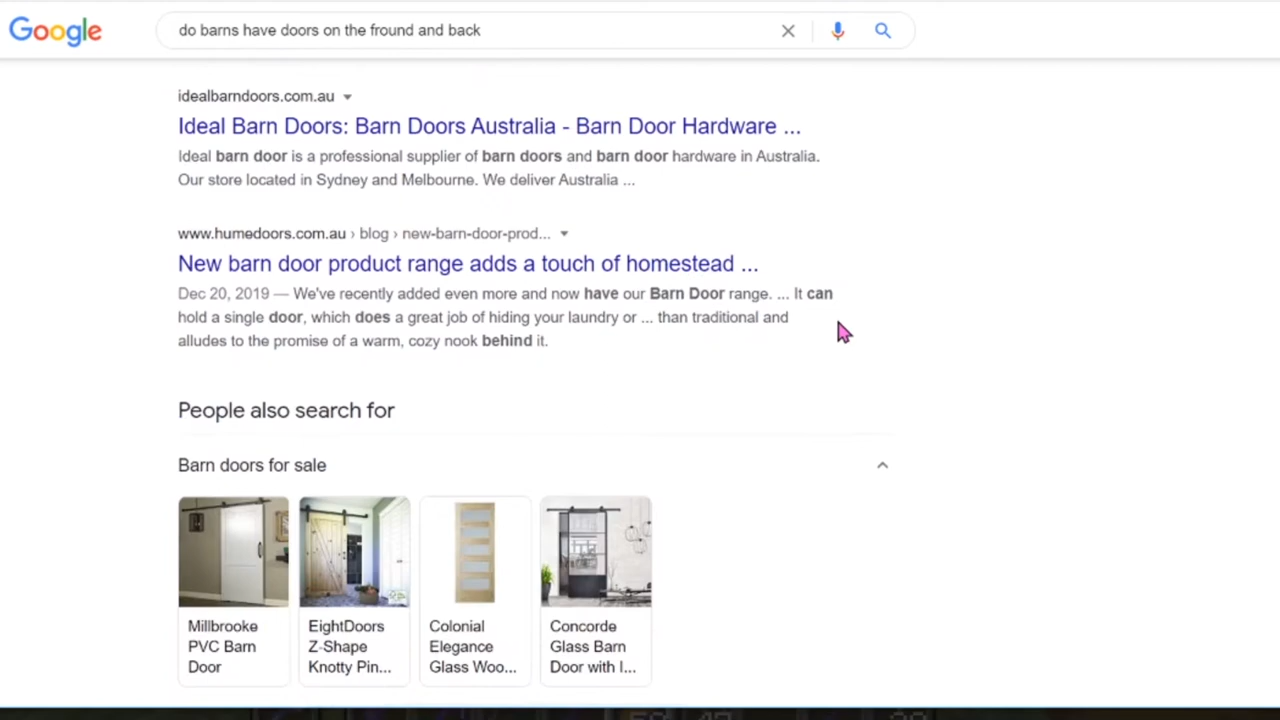 Google
do barns have doors on the fround and back
idealbarndoors.com.au
Ideal Barn Doors: Barn Doors Australia - Barn Door Hardware ...
Ideal barn door is a professional supplier of barn doors and barn door hardware in Australia.
Our store located in Sydney and Melbourne. We deliver Australia ...
www.humedoors.com.au › blog › new-barn-door-prod...
New barn door product range adds a touch of homestead ...
Dec 20, 2019 — We've recently added even more and now have our Barn Door range. ... It can
hold a single door, which does a great job of hiding your laundry or ... than traditional and
alludes to the promise of a warm, cozy nook behind it.
People also search for
Barn doors for sale
Millbrooke
PVC Barn
Door
EightDoors
Z-Shape
Knotty Pin...
Colonial
Elegance
Glass Woo...
Concorde
Glass Barn
Door with I...